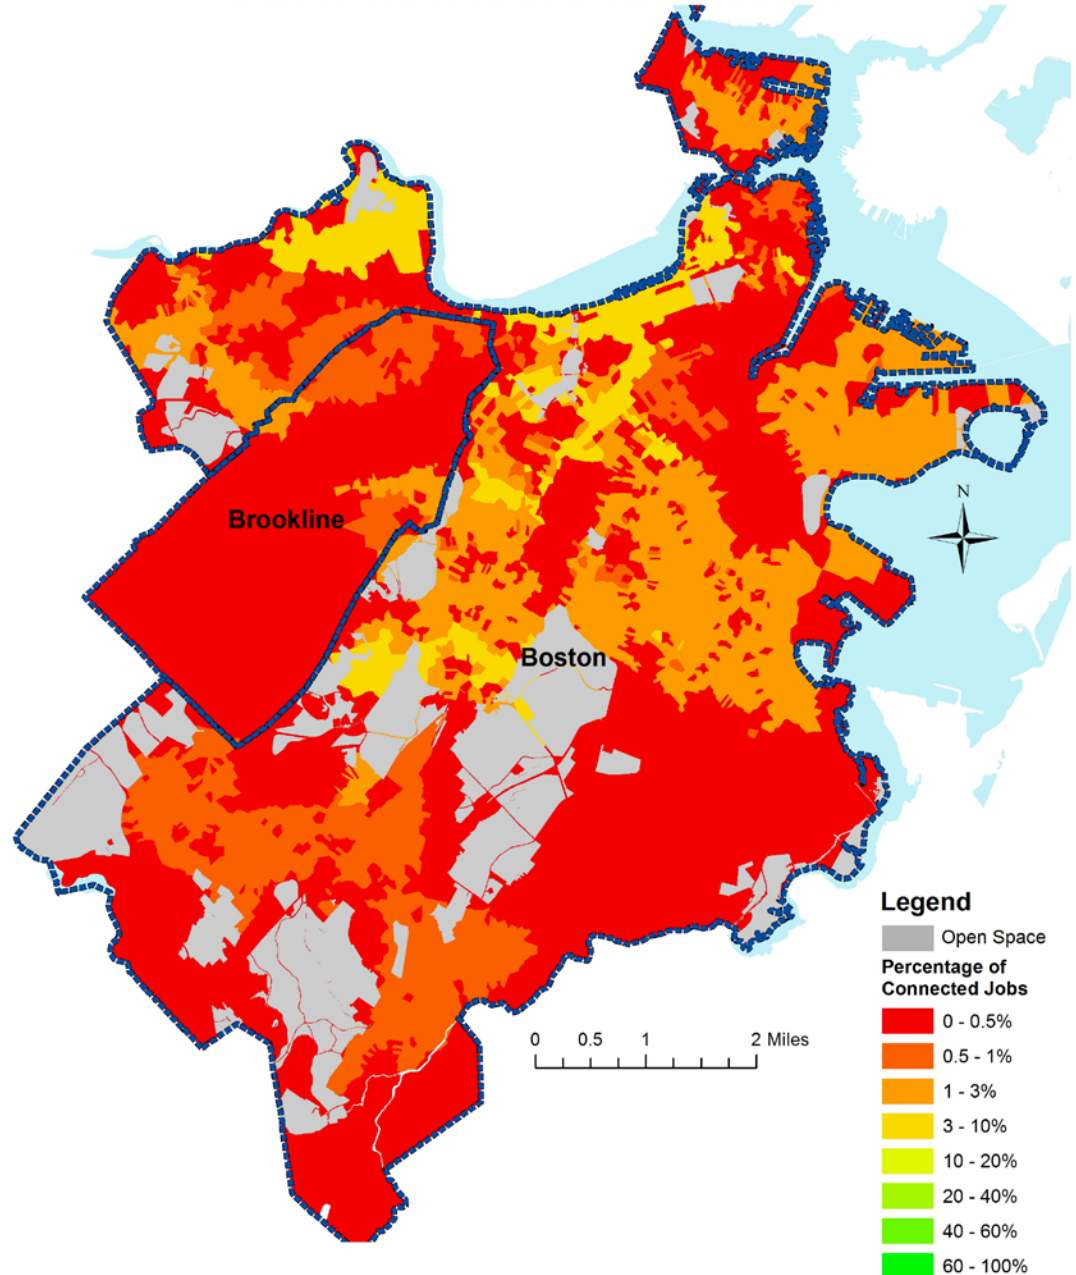 N
Brookline
Boston
Legend
Open Space
Percentage of
Connected Jobs
0 - 0.5%
0.5 - 1%
1 - 3%
3 - 10%
10 - 20%
20 - 40%
40 - 60%
60 - 100%
0 0.5 1 2 Miles